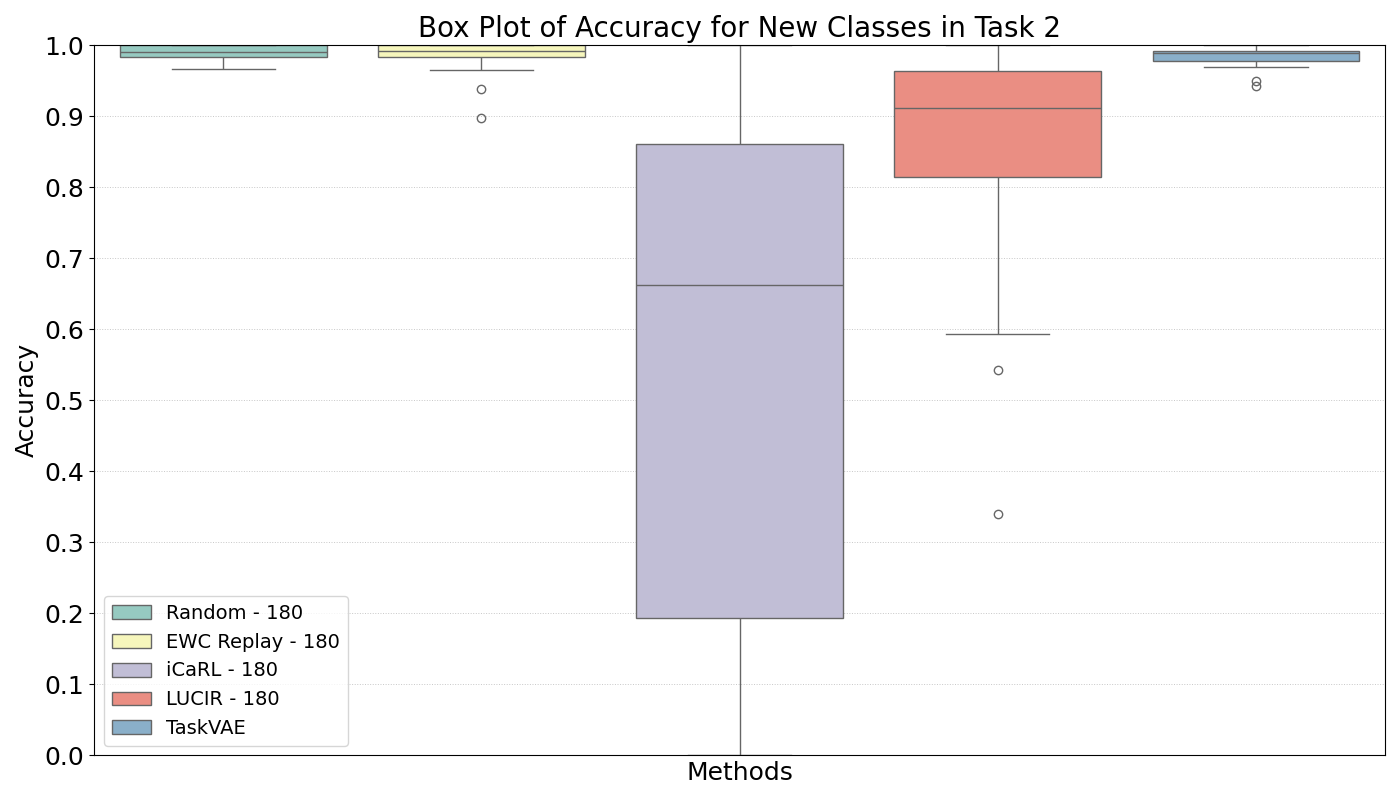 Box Plot of Accuracy for New Classes in Task 2
1.0
0.9
0.8
0.7
0.6
0.5
0.4
0.3
0.2
0.1
0.0
Accuracy
Random - 180
EWC Replay - 180
iCaRL - 180
LUCIR - 180
TaskVAE
Methods